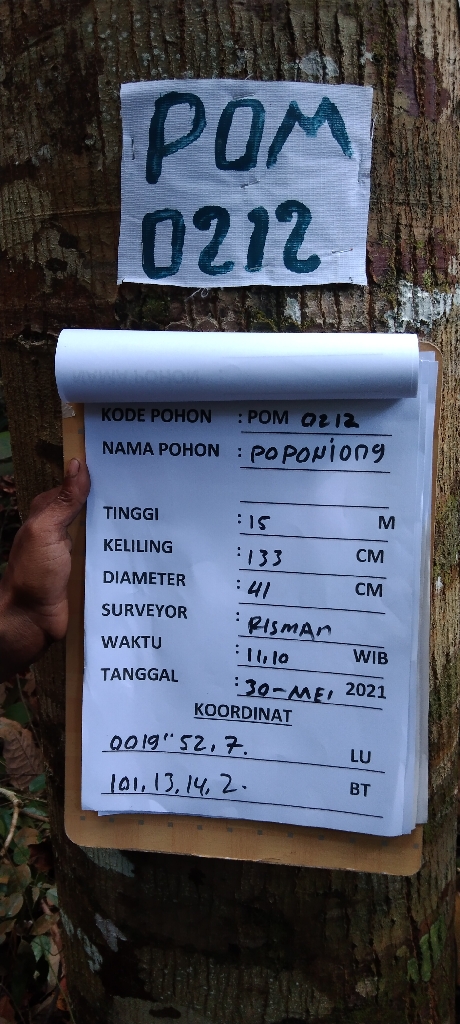 POM
0212
KODE POHON : POM 0212
NAMA POHON : POPONiong
TINGGI : 15 M
KELILING : 133 CM
DIAMETER : 41 CM
SURVEYOR : RISMAN
WAKTU : 11.10 WIB
TANGGAL : 30-MEI 2021
KOORDINAT
0019" 52, 7. LU
101, 13, 14, 2. BT